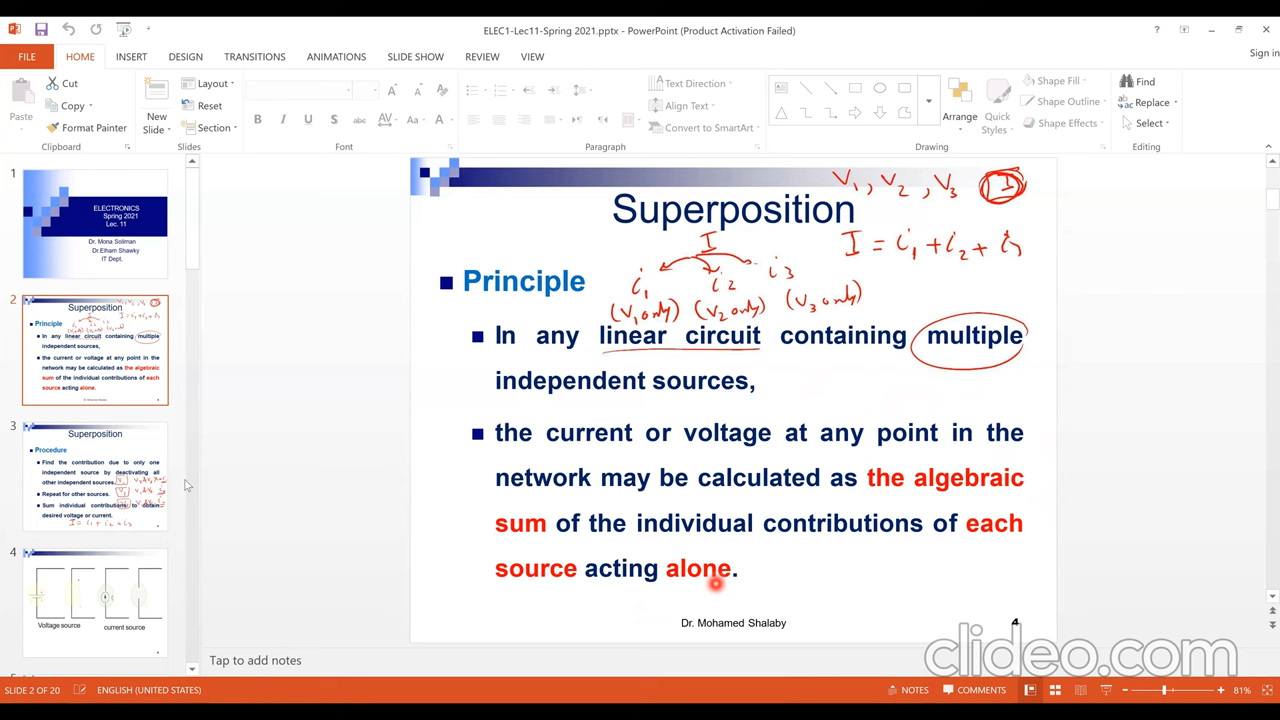 ELEC1-Lec11-Spring 2021.pptx - PowerPoint (Product Activation Failed)
?
FILE HOME INSERT DESIGN TRANSITIONS ANIMATIONS SLIDE SHOW REVIEW VIEW Sign in
Paste
Cut
Copy
Format Painter
New Slide
Layout
Reset
Section
B I U S abc AV Aa A
Text Direction
Align Text
Convert to SmartArt
Arrange
Quick Styles
Shape Fill
Shape Outline
Shape Effects
Find
Replace
Select
Clipboard Slides Font Paragraph Drawing Editing
1
ELECTRONICS
Spring 2021
Lec. 11
Dr. Mona Soliman
Dr.Elham Shawky
IT Dept.
2
Superposition
Principle
In any linear circuit containing multiple
independent sources,
the current or voltage at any point in the
network may be calculated as the algebraic
sum of the individual contributions of each
source acting alone.
3
Superposition
Procedure
Find the contribution due to only one
independent source by deactivating all
other independent sources.
Repeat for other sources.
Sum individual contributions to obtain
desired voltage or current.
I = i1 + i2 + i3
4
Voltage source current source
V1, V2, V3 I
Superposition
I = i1 + i2 + i3
I
Principle
i1 i2 i3
(V1 only) (V2 only) (V3 only)
In any linear circuit containing multiple
independent sources,
the current or voltage at any point in the
network may be calculated as the algebraic
sum of the individual contributions of each
source acting alone.
Dr. Mohamed Shalaby 4
clideo.com
Tap to add notes
SLIDE 2 OF 20 ENGLISH (UNITED STATES) NOTES COMMENTS 81%